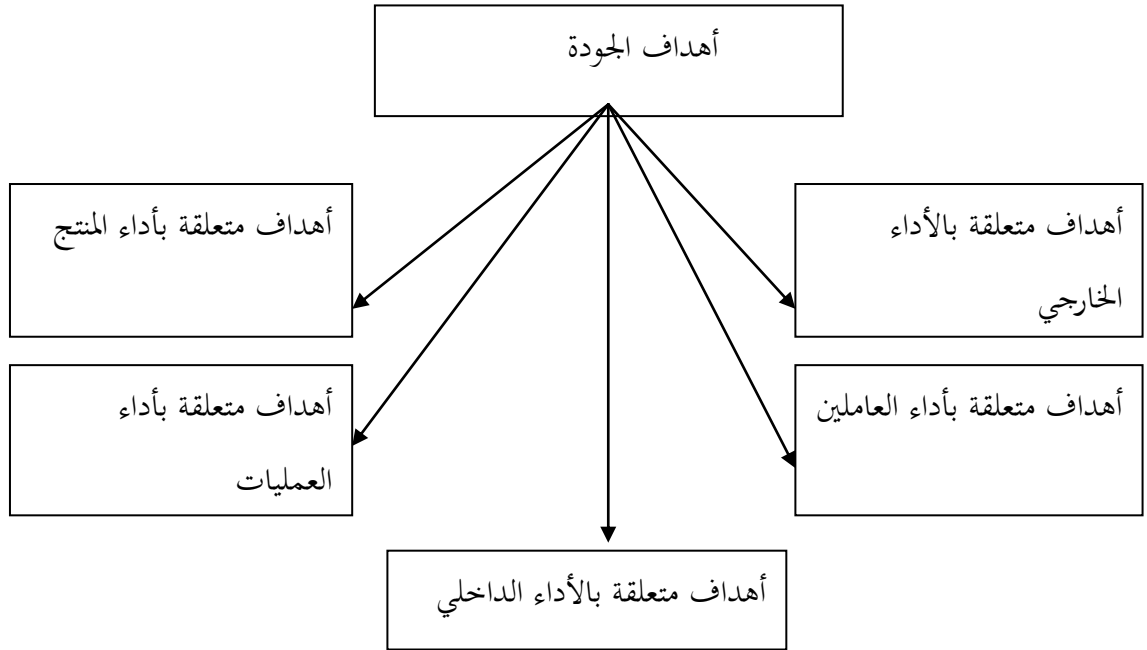 أهداف الجودة
أهداف متعلقة بالأداء
الخارجي
أهداف متعلقة بأداء المنتج
أهداف متعلقة بأداء العاملين
أهداف متعلقة بأداء
العمليات
أهداف متعلقة بالأداء الداخلي